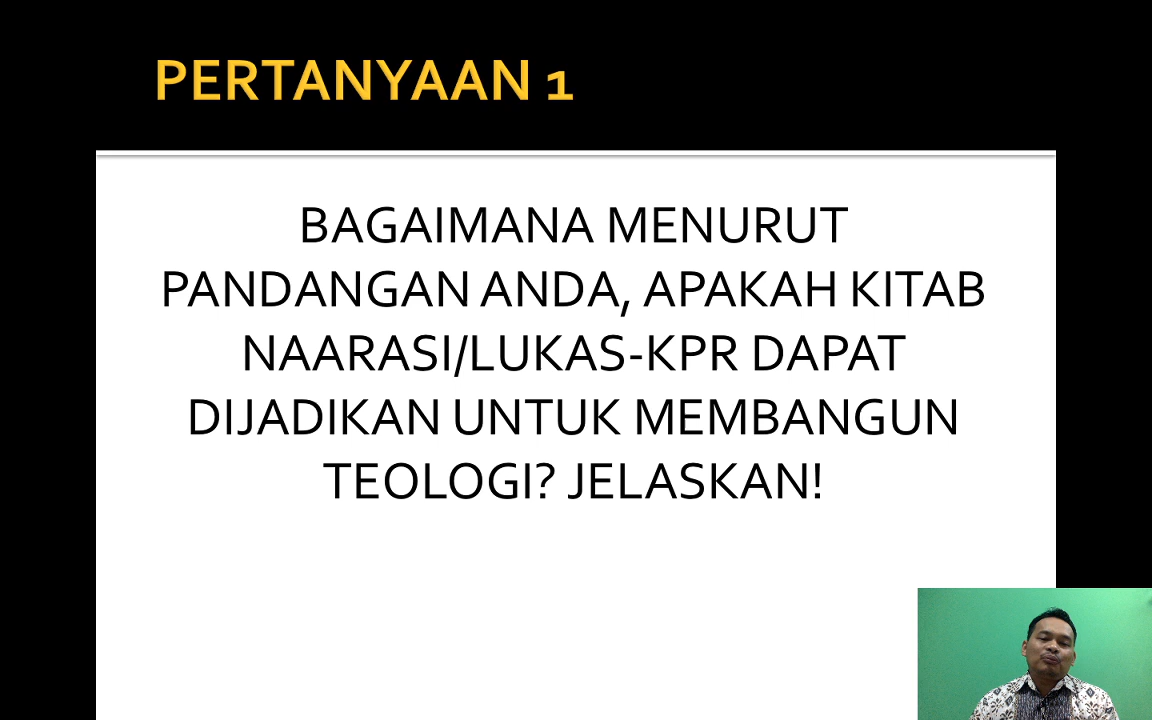 PERTANYAAN 1
BAGAIMANA MENURUT
PANDANGAN ANDA, APAKAH KITAB
NAARASI/LUKAS-KPR DAPAT
DIJADIKAN UNTUK MEMBANGUN
TEOLOGI? JELASKAN!